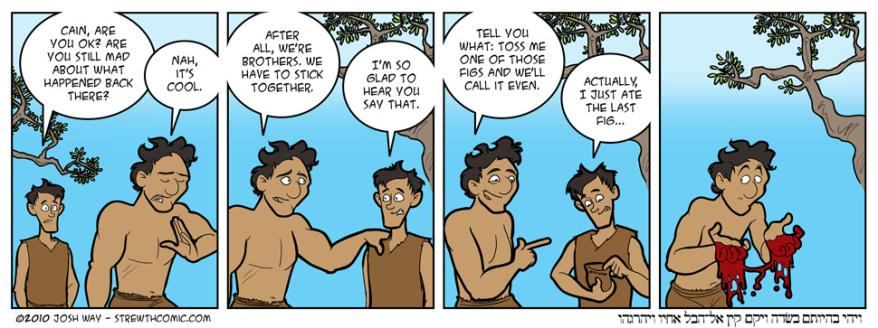 CAIN, ARE
YOU OK? ARE
YOU STILL MAD
ABOUT WHAT
HAPPENED BACK
THERE?
NAH,
IT'S
COOL.
AFTER
ALL, WE'RE
BROTHERS. WE
HAVE TO STICK
TOGETHER.
I'M SO
GLAD TO
HEAR YOU
SAY THAT.
TELL YOU
WHAT: TOSS ME
ONE OF THOSE
FIGS AND WE'LL
CALL IT EVEN.
ACTUALLY,
I JUST ATE
THE LAST
FIG...
©2010 JOSH WAY - STREWTHCOMIC.COM
ויהי בהיותם בשדה ויקם קין אל־הבל אחיו ויהרגהו